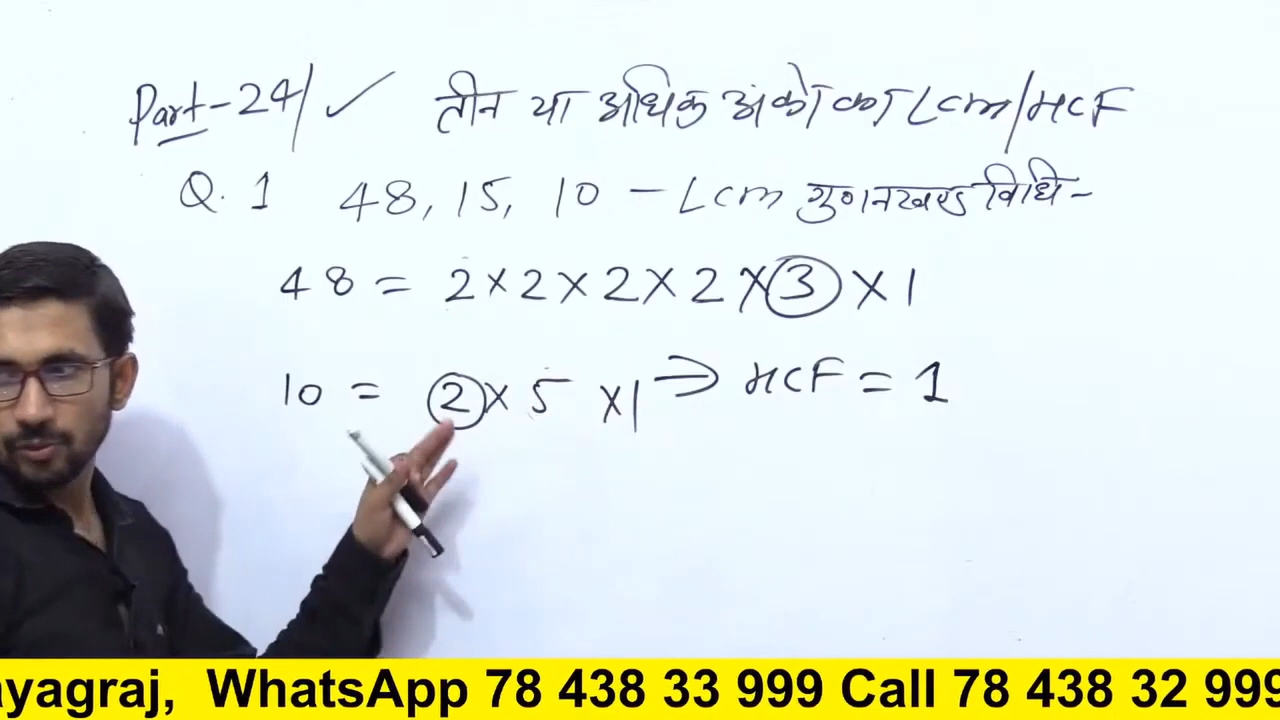 Part-24/ ✓ तीन या अधिक अंको का Lcm/HCF
Q. 1 48, 15, 10 - Lcm गुणनखण्ड विधि-
48 = 2×2×2×2×3×1
10 = 2×5×1 → HCF = 1
ayagraj, WhatsApp 78 438 33 999 Call 78 438 32 999